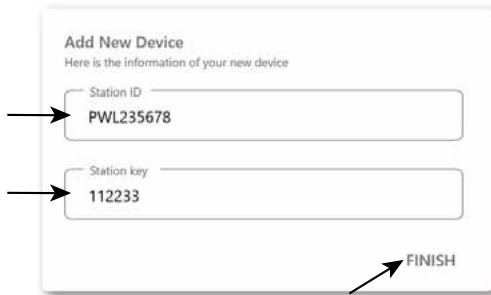 Add New Device
Here is the information of your new device
Station ID
PWL235678
Station key
112233
FINISH